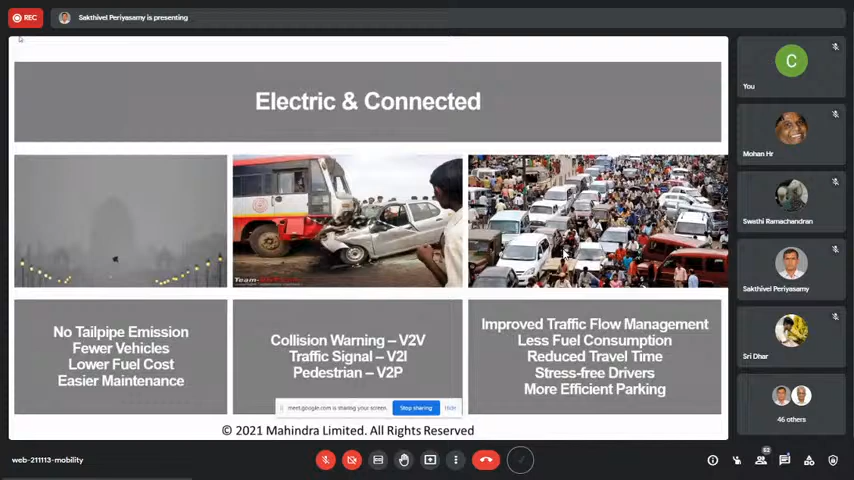 REC
Sakthivel Periyasamy is presenting
Electric & Connected
No Tailpipe Emission
Fewer Vehicles
Lower Fuel Cost
Easier Maintenance
Collision Warning – V2V
Traffic Signal – V2I
Pedestrian – V2P
Improved Traffic Flow Management
Less Fuel Consumption
Reduced Travel Time
Stress-free Drivers
More Efficient Parking
meet.google.com is sharing your screen.
Stop sharing
Hide
© 2021 Mahindra Limited. All Rights Reserved
C
You
Mohan Hr
Swathi Ramachandran
Sakthivel Periyasamy
Sri Dhar
46 others
web-211113-mobility